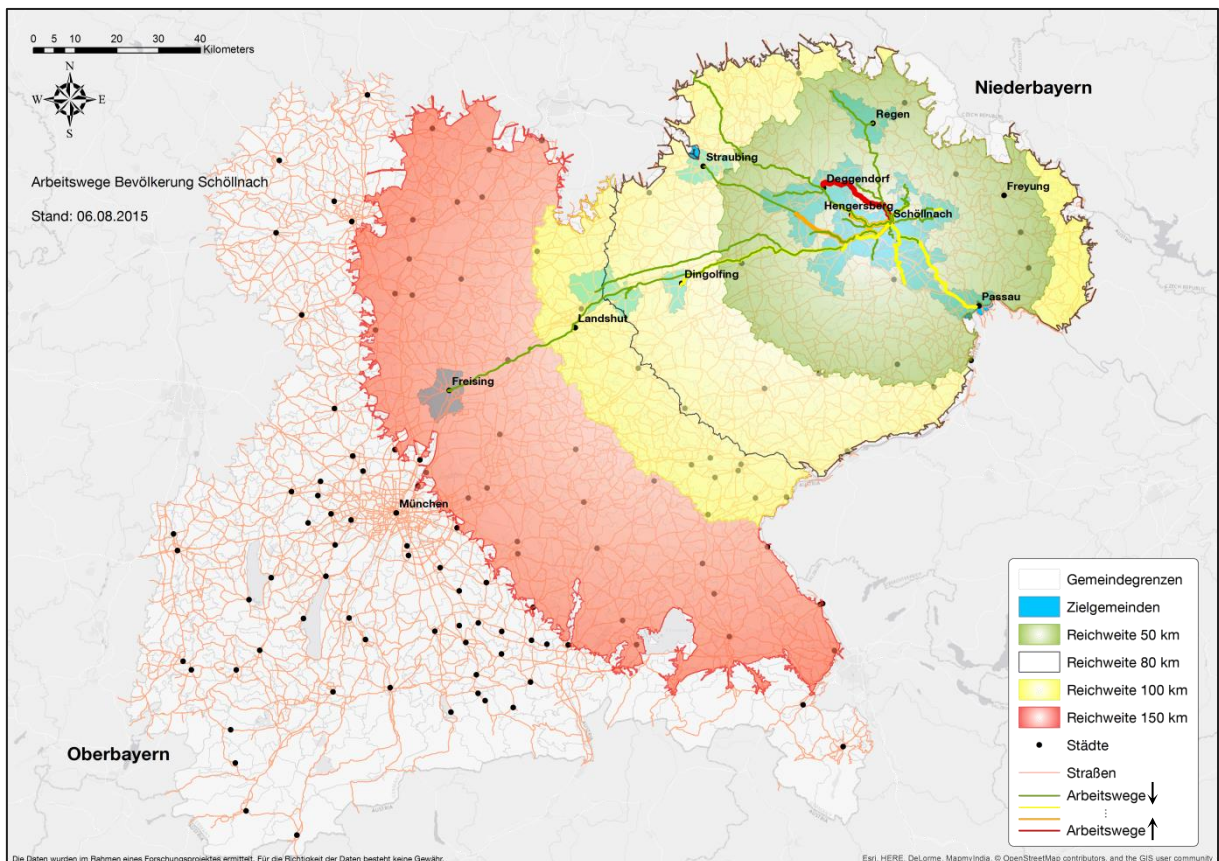 0 5 10 20 30 40
Kilometers
N
W E
S
Arbeitswege Bevölkerung Schöllnach
Stand: 06.08.2015
Niederbayern
Regen
Straubing
Deggendorf
Freyung
Hengersberg
Schöllnach
Dingolfing
Passau
Landshut
Freising
München
Oberbayern
Gemeindegrenzen
Zielgemeinden
Reichweite 50 km
Reichweite 80 km
Reichweite 100 km
Reichweite 150 km
Städte
Straßen
Arbeitswege
Arbeitswege
Die Daten wurden im Rahmen eines Forschungsprojektes ermittelt. Für die Richtigkeit der Daten besteht keine Gewähr.
Esri, HERE, DeLorme, MapmyIndia, © OpenStreetMap contributors, and the GIS user community